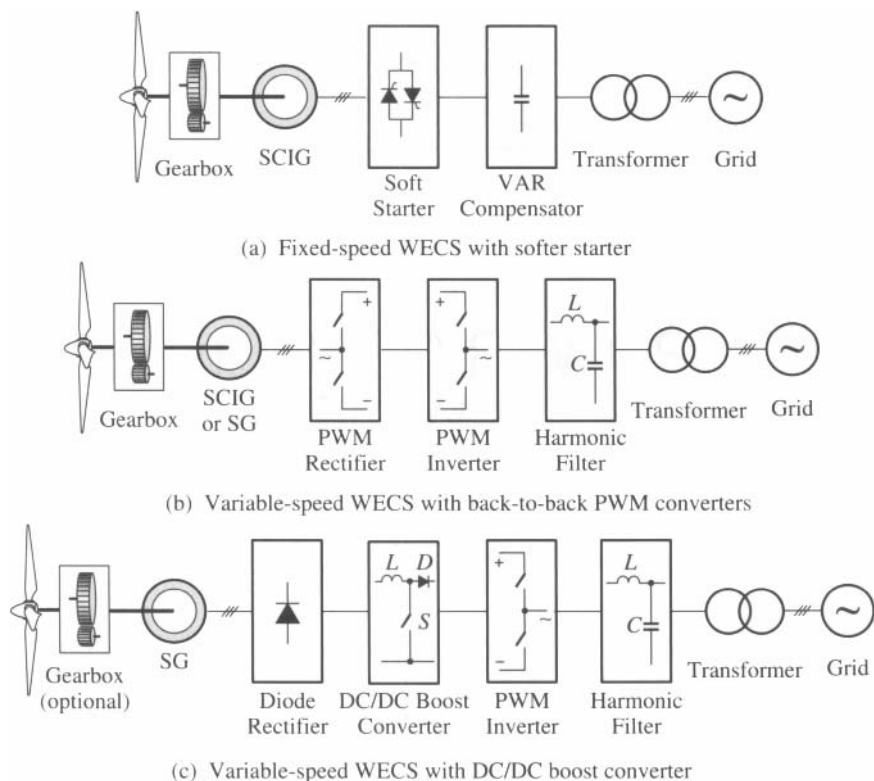 Gearbox
SCIG
Soft
Starter
VAR
Compensator
Transformer
Grid
~
(a) Fixed-speed WECS with softer starter
Gearbox
SCIG
or SG
+
~
−
PWM
Rectifier
+
~
−
PWM
Inverter
L
C
Harmonic
Filter
Transformer
Grid
~
(b) Variable-speed WECS with back-to-back PWM converters
Gearbox
(optional)
SG
Diode
Rectifier
L D
S
DC/DC Boost
Converter
+
~
−
PWM
Inverter
L
C
Harmonic
Filter
Transformer
Grid
~
(c) Variable-speed WECS with DC/DC boost converter